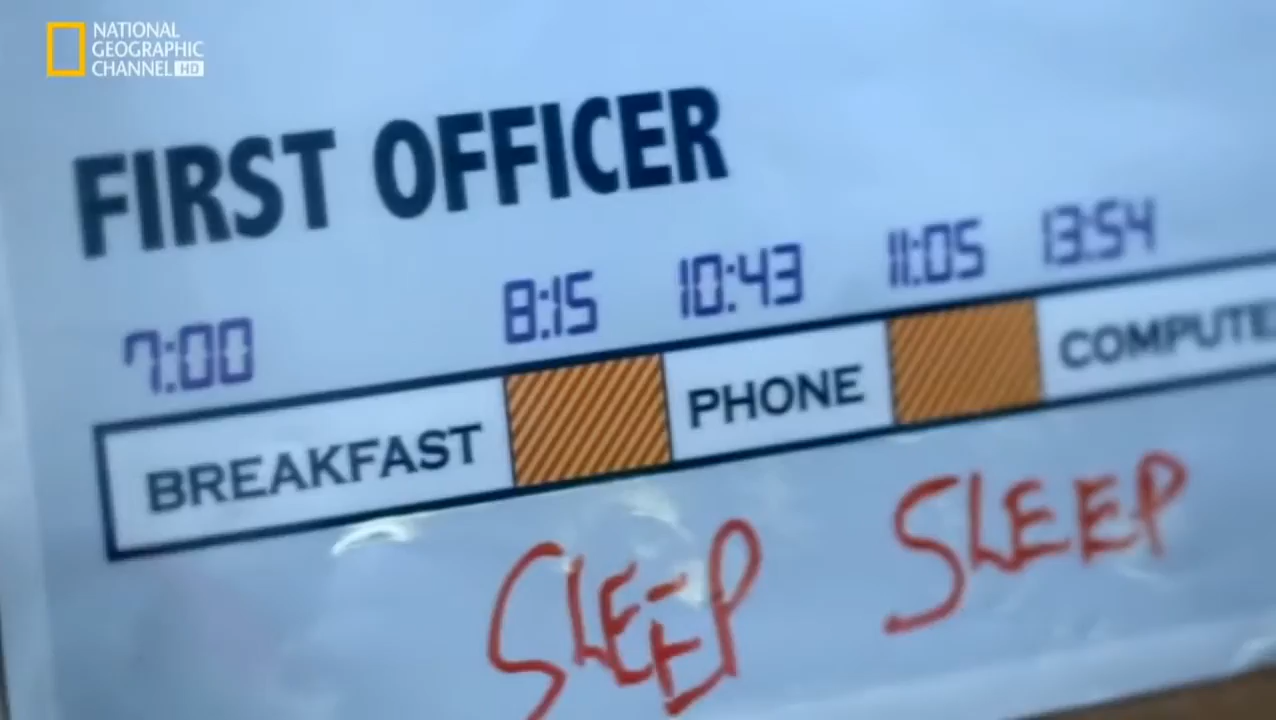 NATIONAL
GEOGRAPHIC
CHANNEL HD
FIRST OFFICER
7:00 8:15 10:43 11:05 13:54
BREAKFAST PHONE COMPUTE
SLEEP SLEEP